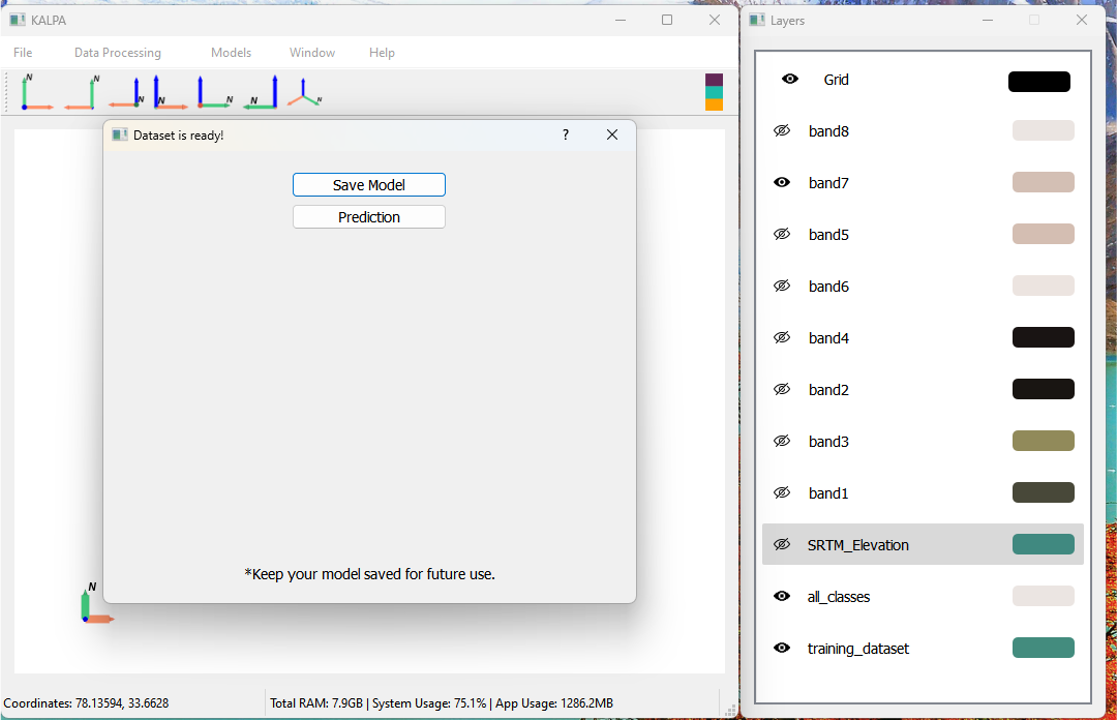 KALPA
File Data Processing Models Window Help
N N N N N N N
Dataset is ready! ?
Save Model
Prediction
*Keep your model saved for future use.
N
Coordinates: 78.13594, 33.6628 Total RAM: 7.9GB | System Usage: 75.1% | App Usage: 1286.2MB
Layers
Grid
band8
band7
band5
band6
band4
band2
band3
band1
SRTM_Elevation
all_classes
training_dataset